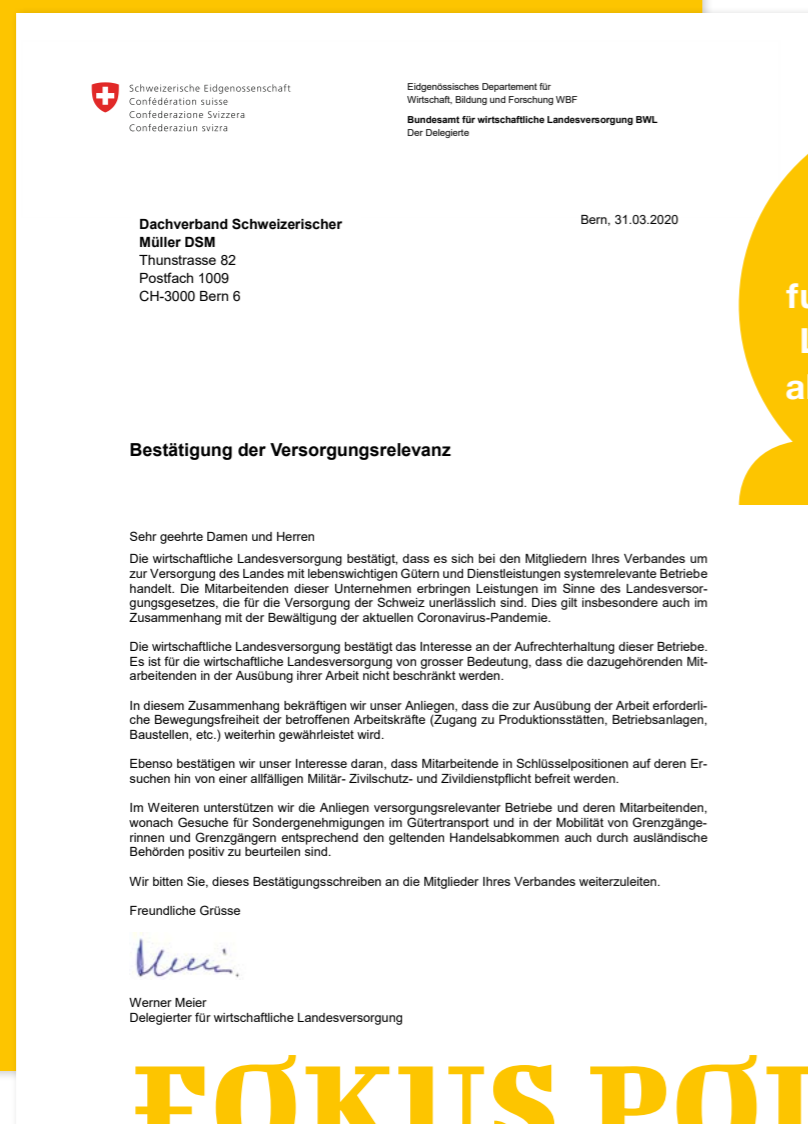 Schweizerische Eidgenossenschaft
Confédération suisse
Confederazione Svizzera
Confederaziun svizra
Eidgenössisches Departement für
Wirtschaft, Bildung und Forschung WBF
Bundesamt für wirtschaftliche Landesversorgung BWL
Der Delegierte
Dachverband Schweizerischer
Müller DSM
Thunstrasse 82
Postfach 1009
CH-3000 Bern 6
Bern, 31.03.2020
Bestätigung der Versorgungsrelevanz
Sehr geehrte Damen und Herren
Die wirtschaftliche Landesversorgung bestätigt, dass es sich bei den Mitgliedern Ihres Verbandes um
zur Versorgung des Landes mit lebenswichtigen Gütern und Dienstleistungen systemrelevante Betriebe
handelt. Die Mitarbeitenden dieser Unternehmen erbringen Leistungen im Sinne des Landesversor-
gungsgesetzes, die für die Versorgung der Schweiz unerlässlich sind. Dies gilt insbesondere auch im
Zusammenhang mit der Bewältigung der aktuellen Coronavirus-Pandemie.
Die wirtschaftliche Landesversorgung bestätigt das Interesse an der Aufrechterhaltung dieser Betriebe.
Es ist für die wirtschaftliche Landesversorgung von grosser Bedeutung, dass die dazugehörenden Mit-
arbeitenden in der Ausübung ihrer Arbeit nicht beschränkt werden.
In diesem Zusammenhang bekräftigen wir unser Anliegen, dass die zur Ausübung der Arbeit erforderli-
che Bewegungsfreiheit der betroffenen Arbeitskräfte (Zugang zu Produktionsstätten, Betriebsanlagen,
Baustellen, etc.) weiterhin gewährleistet wird.
Ebenso bestätigen wir unser Interesse daran, dass Mitarbeitende in Schlüsselpositionen auf deren Er-
suchen hin von einer allfälligen Militär- Zivilschutz- und Zivildienstpflicht befreit werden.
Im Weiteren unterstützen wir die Anliegen versorgungsrelevanter Betriebe und deren Mitarbeitenden,
wonach Gesuche für Sondergenehmigungen im Gütertransport und in der Mobilität von Grenzgänge-
rinnen und Grenzgängern entsprechend den geltenden Handelsabkommen auch durch ausländische
Behörden positiv zu beurteilen sind.
Wir bitten Sie, dieses Bestätigungsschreiben an die Mitglieder Ihres Verbandes weiterzuleiten.
Freundliche Grüsse
Werner Meier
Delegierter für wirtschaftliche Landesversorgung
FOKUS